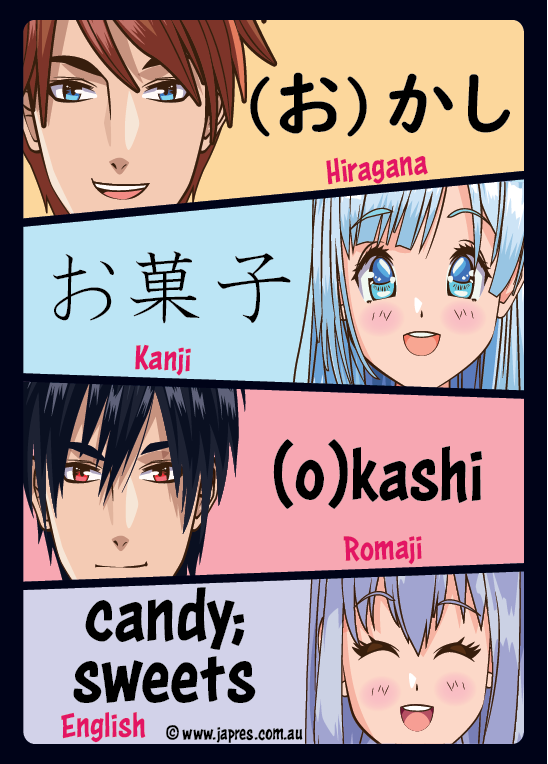 (お)かし
Hiragana
お菓子
Kanji
(o)kashi
Romaji
candy;
sweets
English
© www.japres.com.au